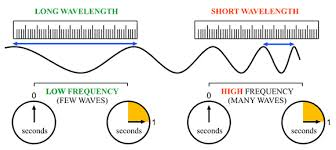 LONG WAVELENGTH
SHORT WAVELENGTH
LOW FREQUENCY
(FEW WAVES)
HIGH FREQUENCY
(MANY WAVES)
0
seconds
1
seconds
0
seconds
1
seconds